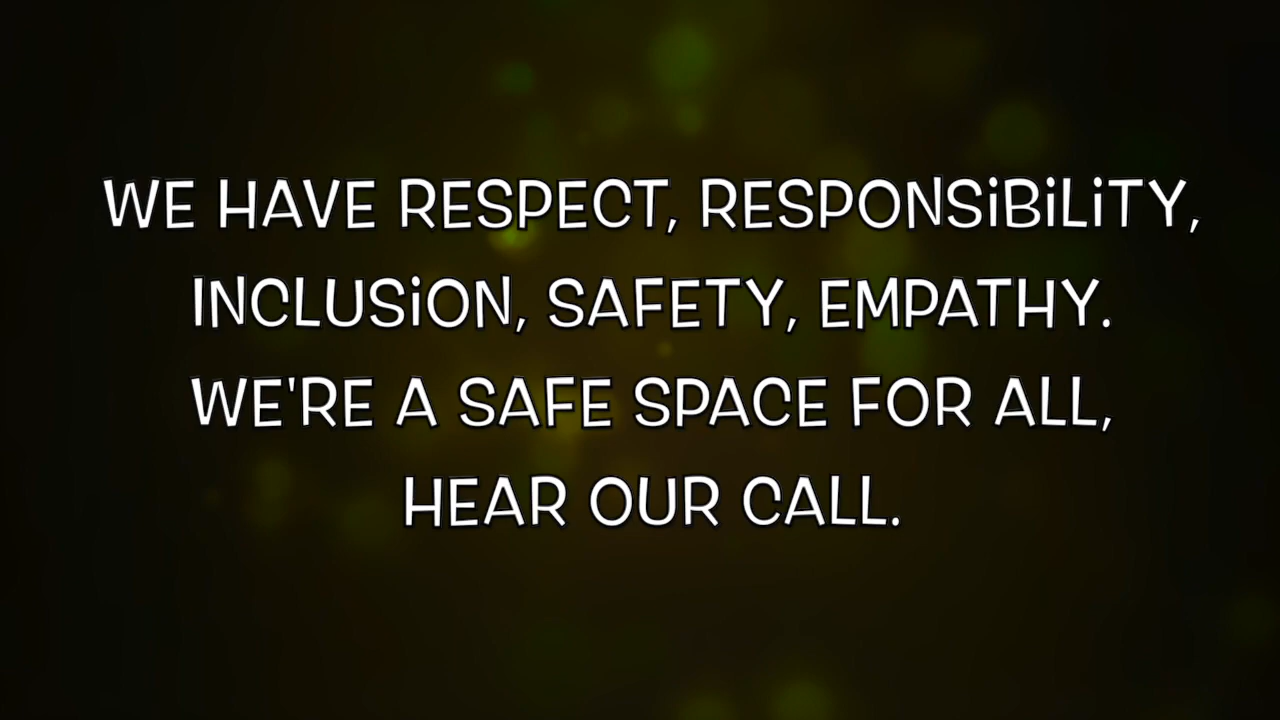 WE HAVE RESPECT, RESPONSiBiLiTY,
INCLUSiON, SAFETY, EMPATHY.
WE'RE A SAFE SPACE FOR ALL,
HEAR OUR CALL.